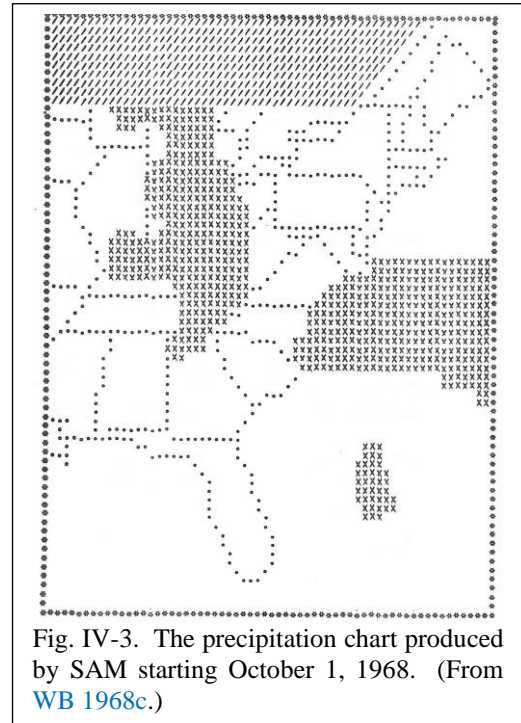 Fig. IV-3. The precipitation chart produced
by SAM starting October 1, 1968. (From
WB 1968c.)